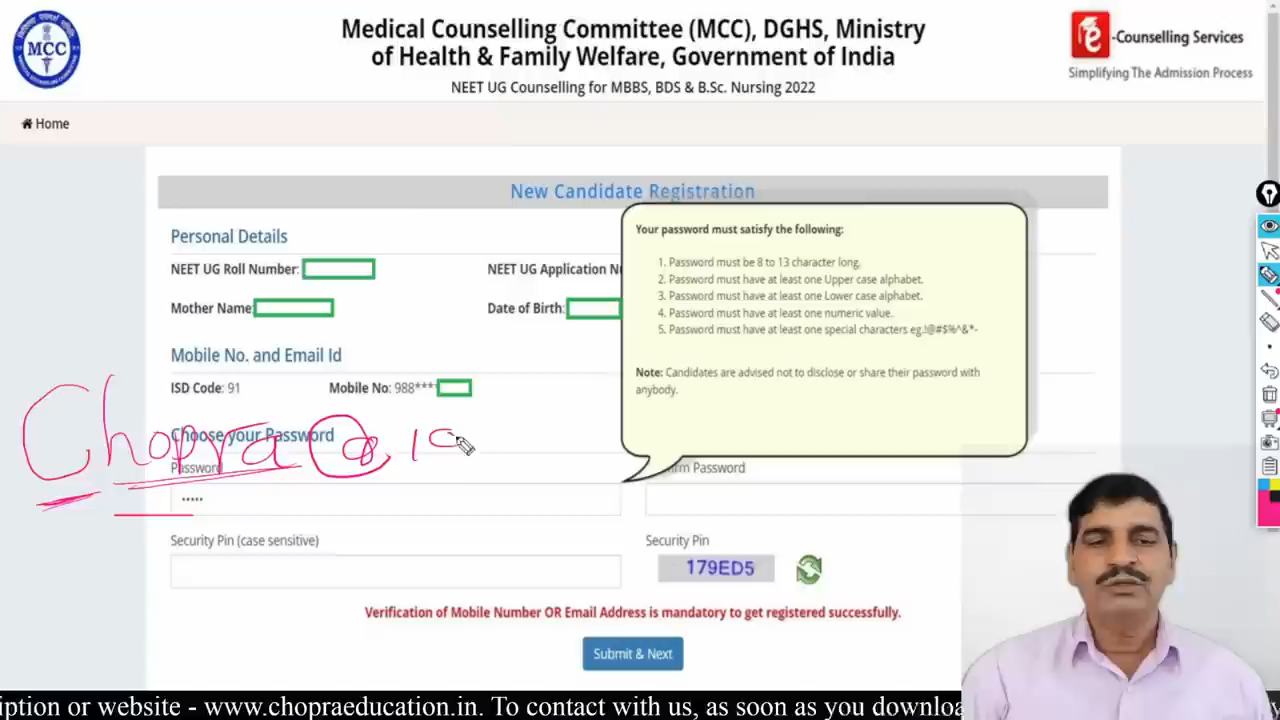 MCC
Medical Counselling Committee (MCC), DGHS, Ministry
of Health & Family Welfare, Government of India
NEET UG Counselling for MBBS, BDS & B.Sc. Nursing 2022
e-Counselling Services
Simplifying The Admission Process
Home
New Candidate Registration
Personal Details
NEET UG Roll Number:
NEET UG Application Nu
Mother Name:
Date of Birth:
Mobile No. and Email Id
ISD Code: 91
Mobile No: 988****
Your password must satisfy the following:
1. Password must be 8 to 13 character long.
2. Password must have at least one Upper case alphabet.
3. Password must have at least one Lower case alphabet.
4. Password must have at least one numeric value.
5. Password must have at least one special characters eg.!@#$%^&*-
Note: Candidates are advised not to disclose or share their password with
anybody.
Choose your Password
Chopra @ 1
Password
rm Password
•••••
Security Pin (case sensitive)
Security Pin
179ED5
Verification of Mobile Number OR Email Address is mandatory to get registered successfully.
Submit & Next
iption or website - www.chopraeducation.in. To contact with us, as soon as you downloa